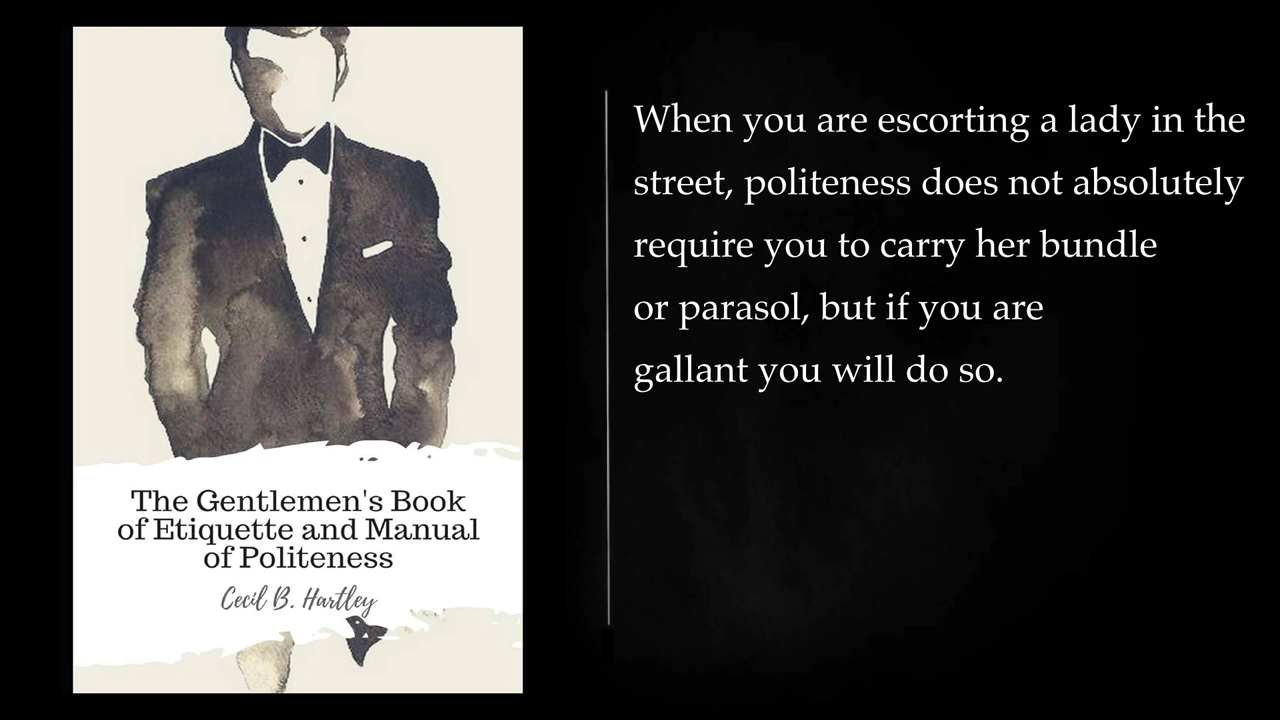 The Gentlemen's Book
of Etiquette and Manual
of Politeness
Cecil B. Hartley
When you are escorting a lady in the
street, politeness does not absolutely
require you to carry her bundle
or parasol, but if you are
gallant you will do so.